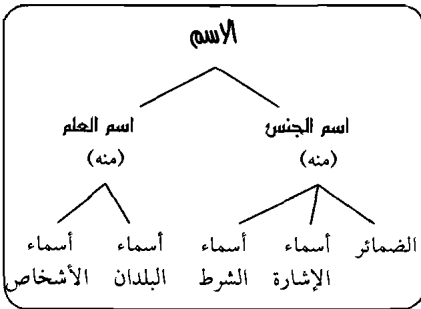 الاسم
اسم الجنس اسم العلم
(منه) (منه)
الضمائر أسماء أسماء أسماء أسماء
الإشارة الشرط البلدان الأشخاص